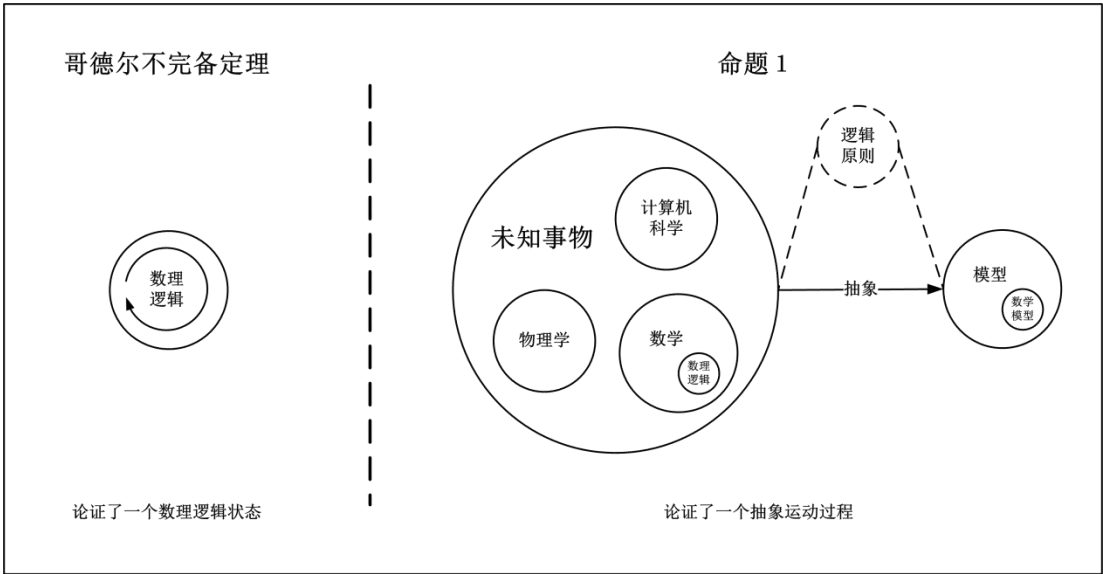 哥德尔不完备定理
数理
逻辑
论证了一个数理逻辑状态
命题 1
逻辑
原则
计算机
科学
未知事物
物理学
数学
数理
逻辑
抽象
模型
数学
模型
论证了一个抽象运动过程